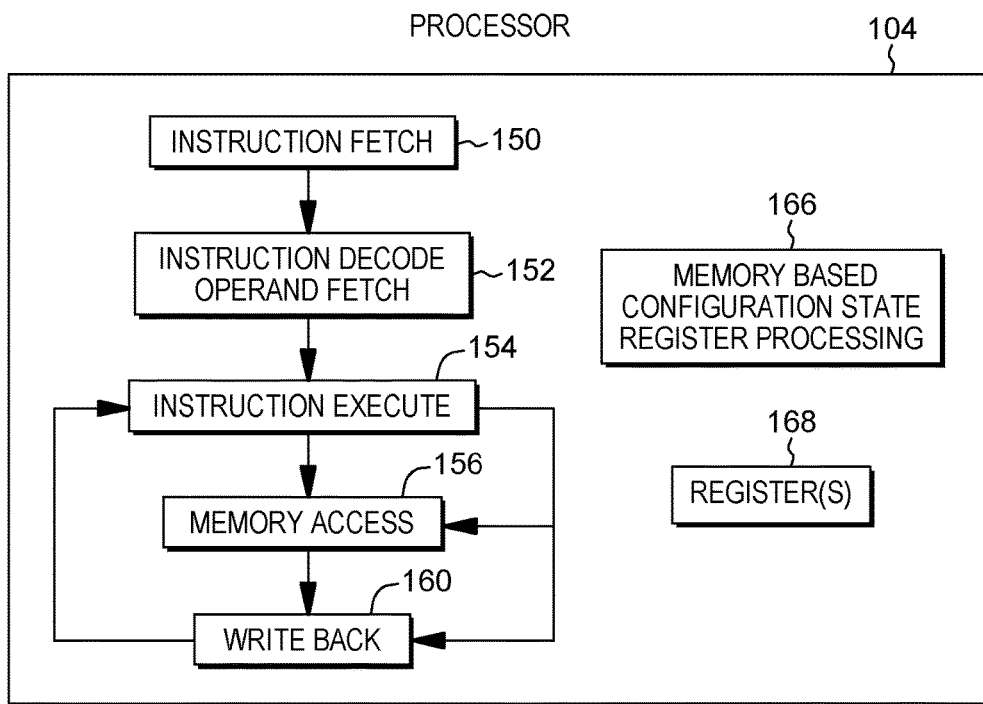 PROCESSOR
104
INSTRUCTION FETCH
150
INSTRUCTION DECODE
OPERAND FETCH
152
154
INSTRUCTION EXECUTE
156
MEMORY ACCESS
160
WRITE BACK
166
MEMORY BASED
CONFIGURATION STATE
REGISTER PROCESSING
168
REGISTER(S)